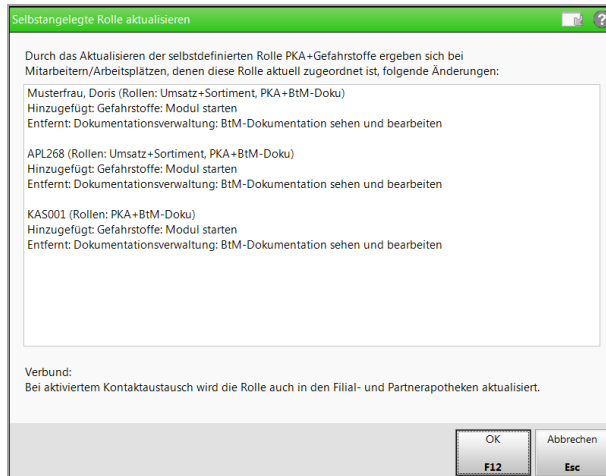 Selbstangelegte Rolle aktualisieren
Durch das Aktualisieren der selbstdefinierten Rolle PKA+Gefahrstoffe ergeben sich bei
Mitarbeitern/Arbeitsplätzen, denen diese Rolle aktuell zugeordnet ist, folgende Änderungen:
Musterfrau, Doris (Rollen: Umsatz+Sortiment, PKA+BtM-Doku)
Hinzugefügt: Gefahrstoffe: Modul starten
Entfernt: Dokumentationsverwaltung: BtM-Dokumentation sehen und bearbeiten
APL268 (Rollen: Umsatz+Sortiment, PKA+BtM-Doku)
Hinzugefügt: Gefahrstoffe: Modul starten
Entfernt: Dokumentationsverwaltung: BtM-Dokumentation sehen und bearbeiten
KAS001 (Rollen: PKA+BtM-Doku)
Hinzugefügt: Gefahrstoffe: Modul starten
Entfernt: Dokumentationsverwaltung: BtM-Dokumentation sehen und bearbeiten
Verbund:
Bei aktiviertem Kontaktaustausch wird die Rolle auch in den Filial- und Partnerapotheken aktualisiert.
OK Abbrechen
F12 Esc